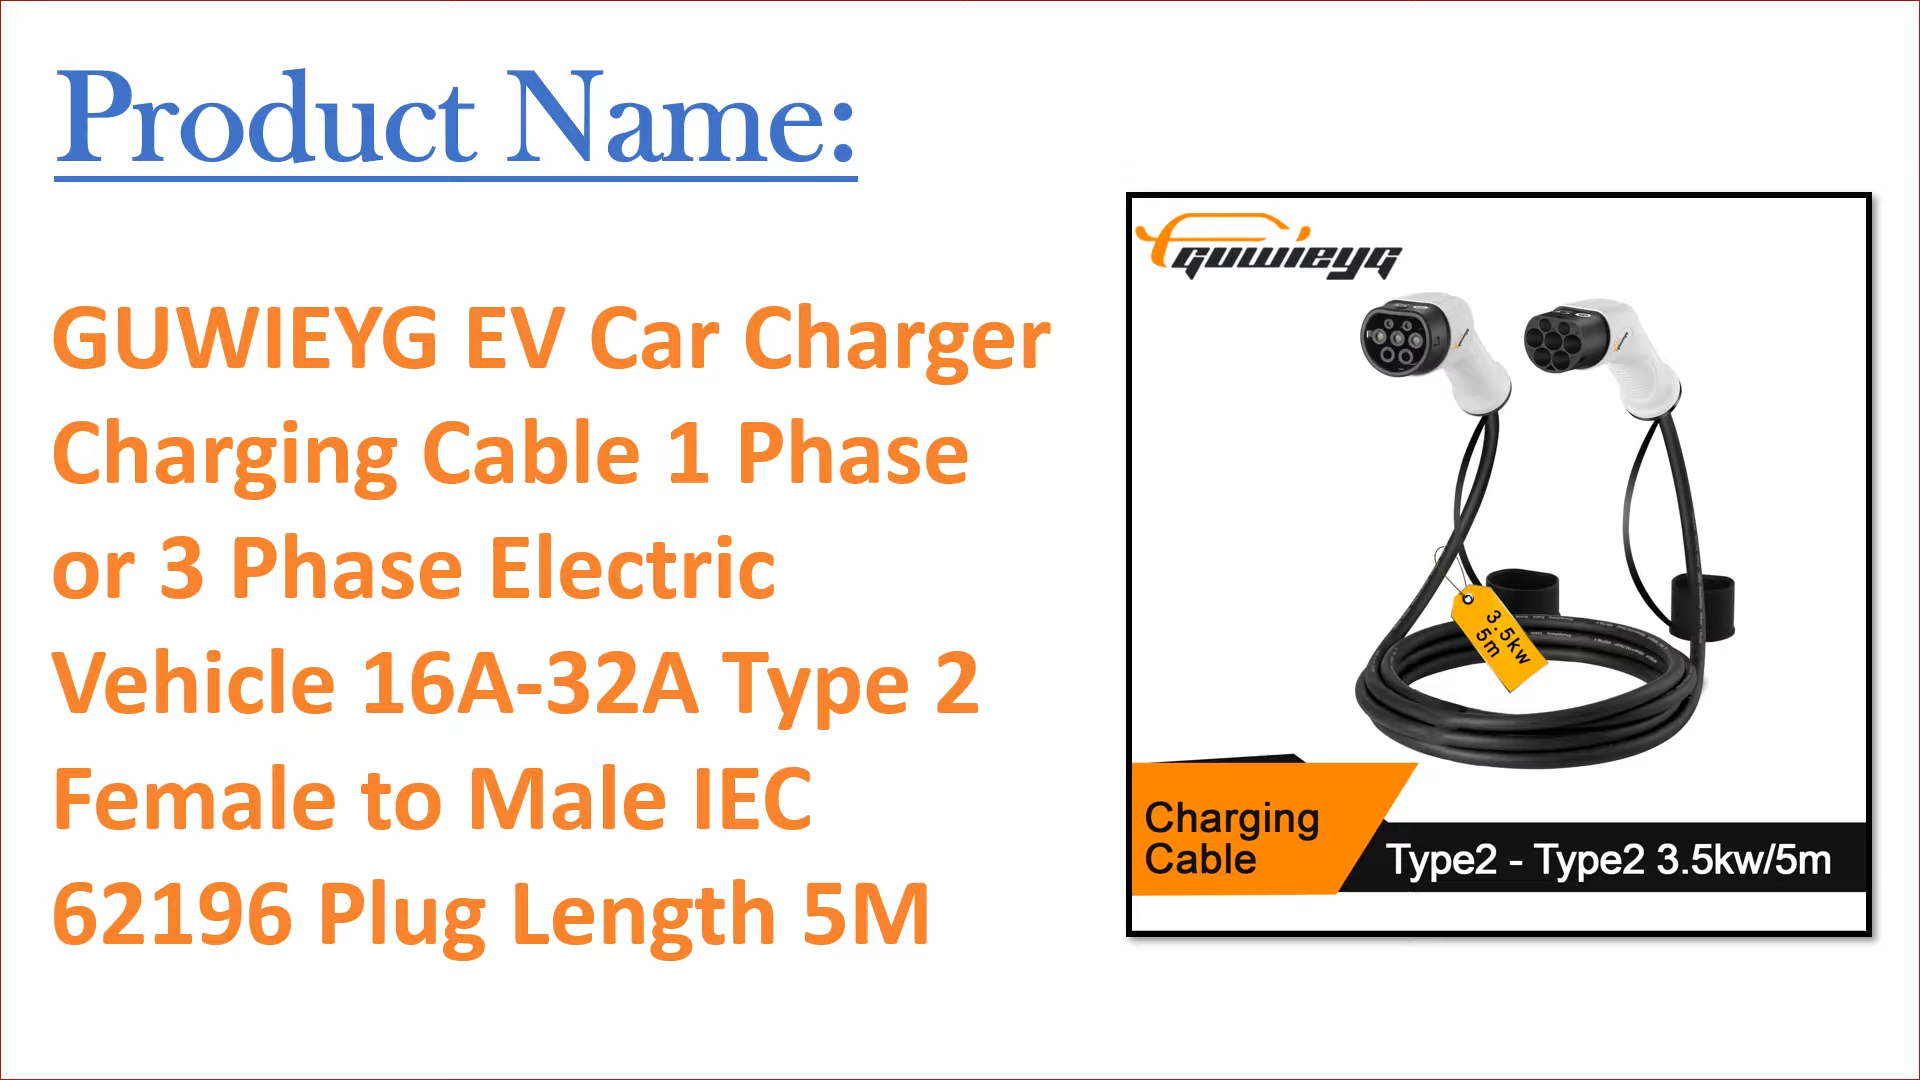 Product Name:
GUWIEYG EV Car Charger
Charging Cable 1 Phase
or 3 Phase Electric
Vehicle 16A-32A Type 2
Female to Male IEC
62196 Plug Length 5M
guwieyg
3.5kw
5m
Charging
Cable
Type2 - Type2 3.5kw/5m